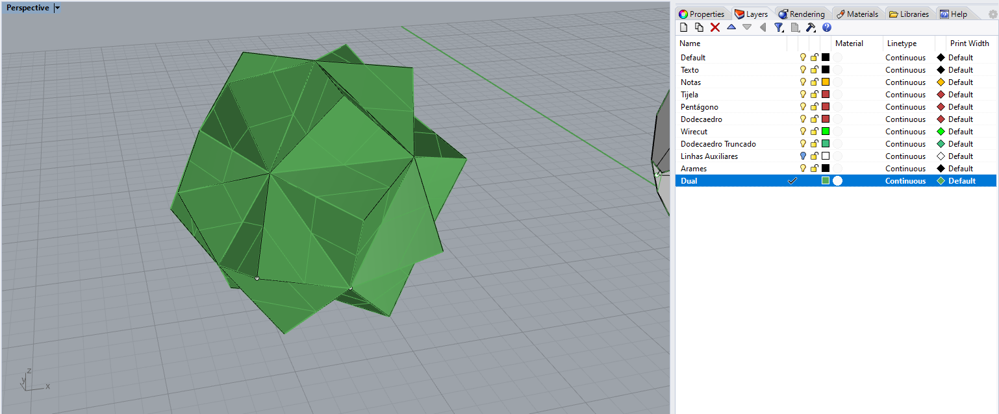 Perspective
Properties Layers Rendering Materials Libraries Help
Name Material Linetype Print Width
Default Continuous Default
Texto Continuous Default
Notas Continuous Default
Tijela Continuous Default
Pentágono Continuous Default
Dodecaedro Continuous Default
Wirecut Continuous Default
Dodecaedro Truncado Continuous Default
Linhas Auxiliares Continuous Default
Arames Continuous Default
Dual Continuous Default
z
y
x